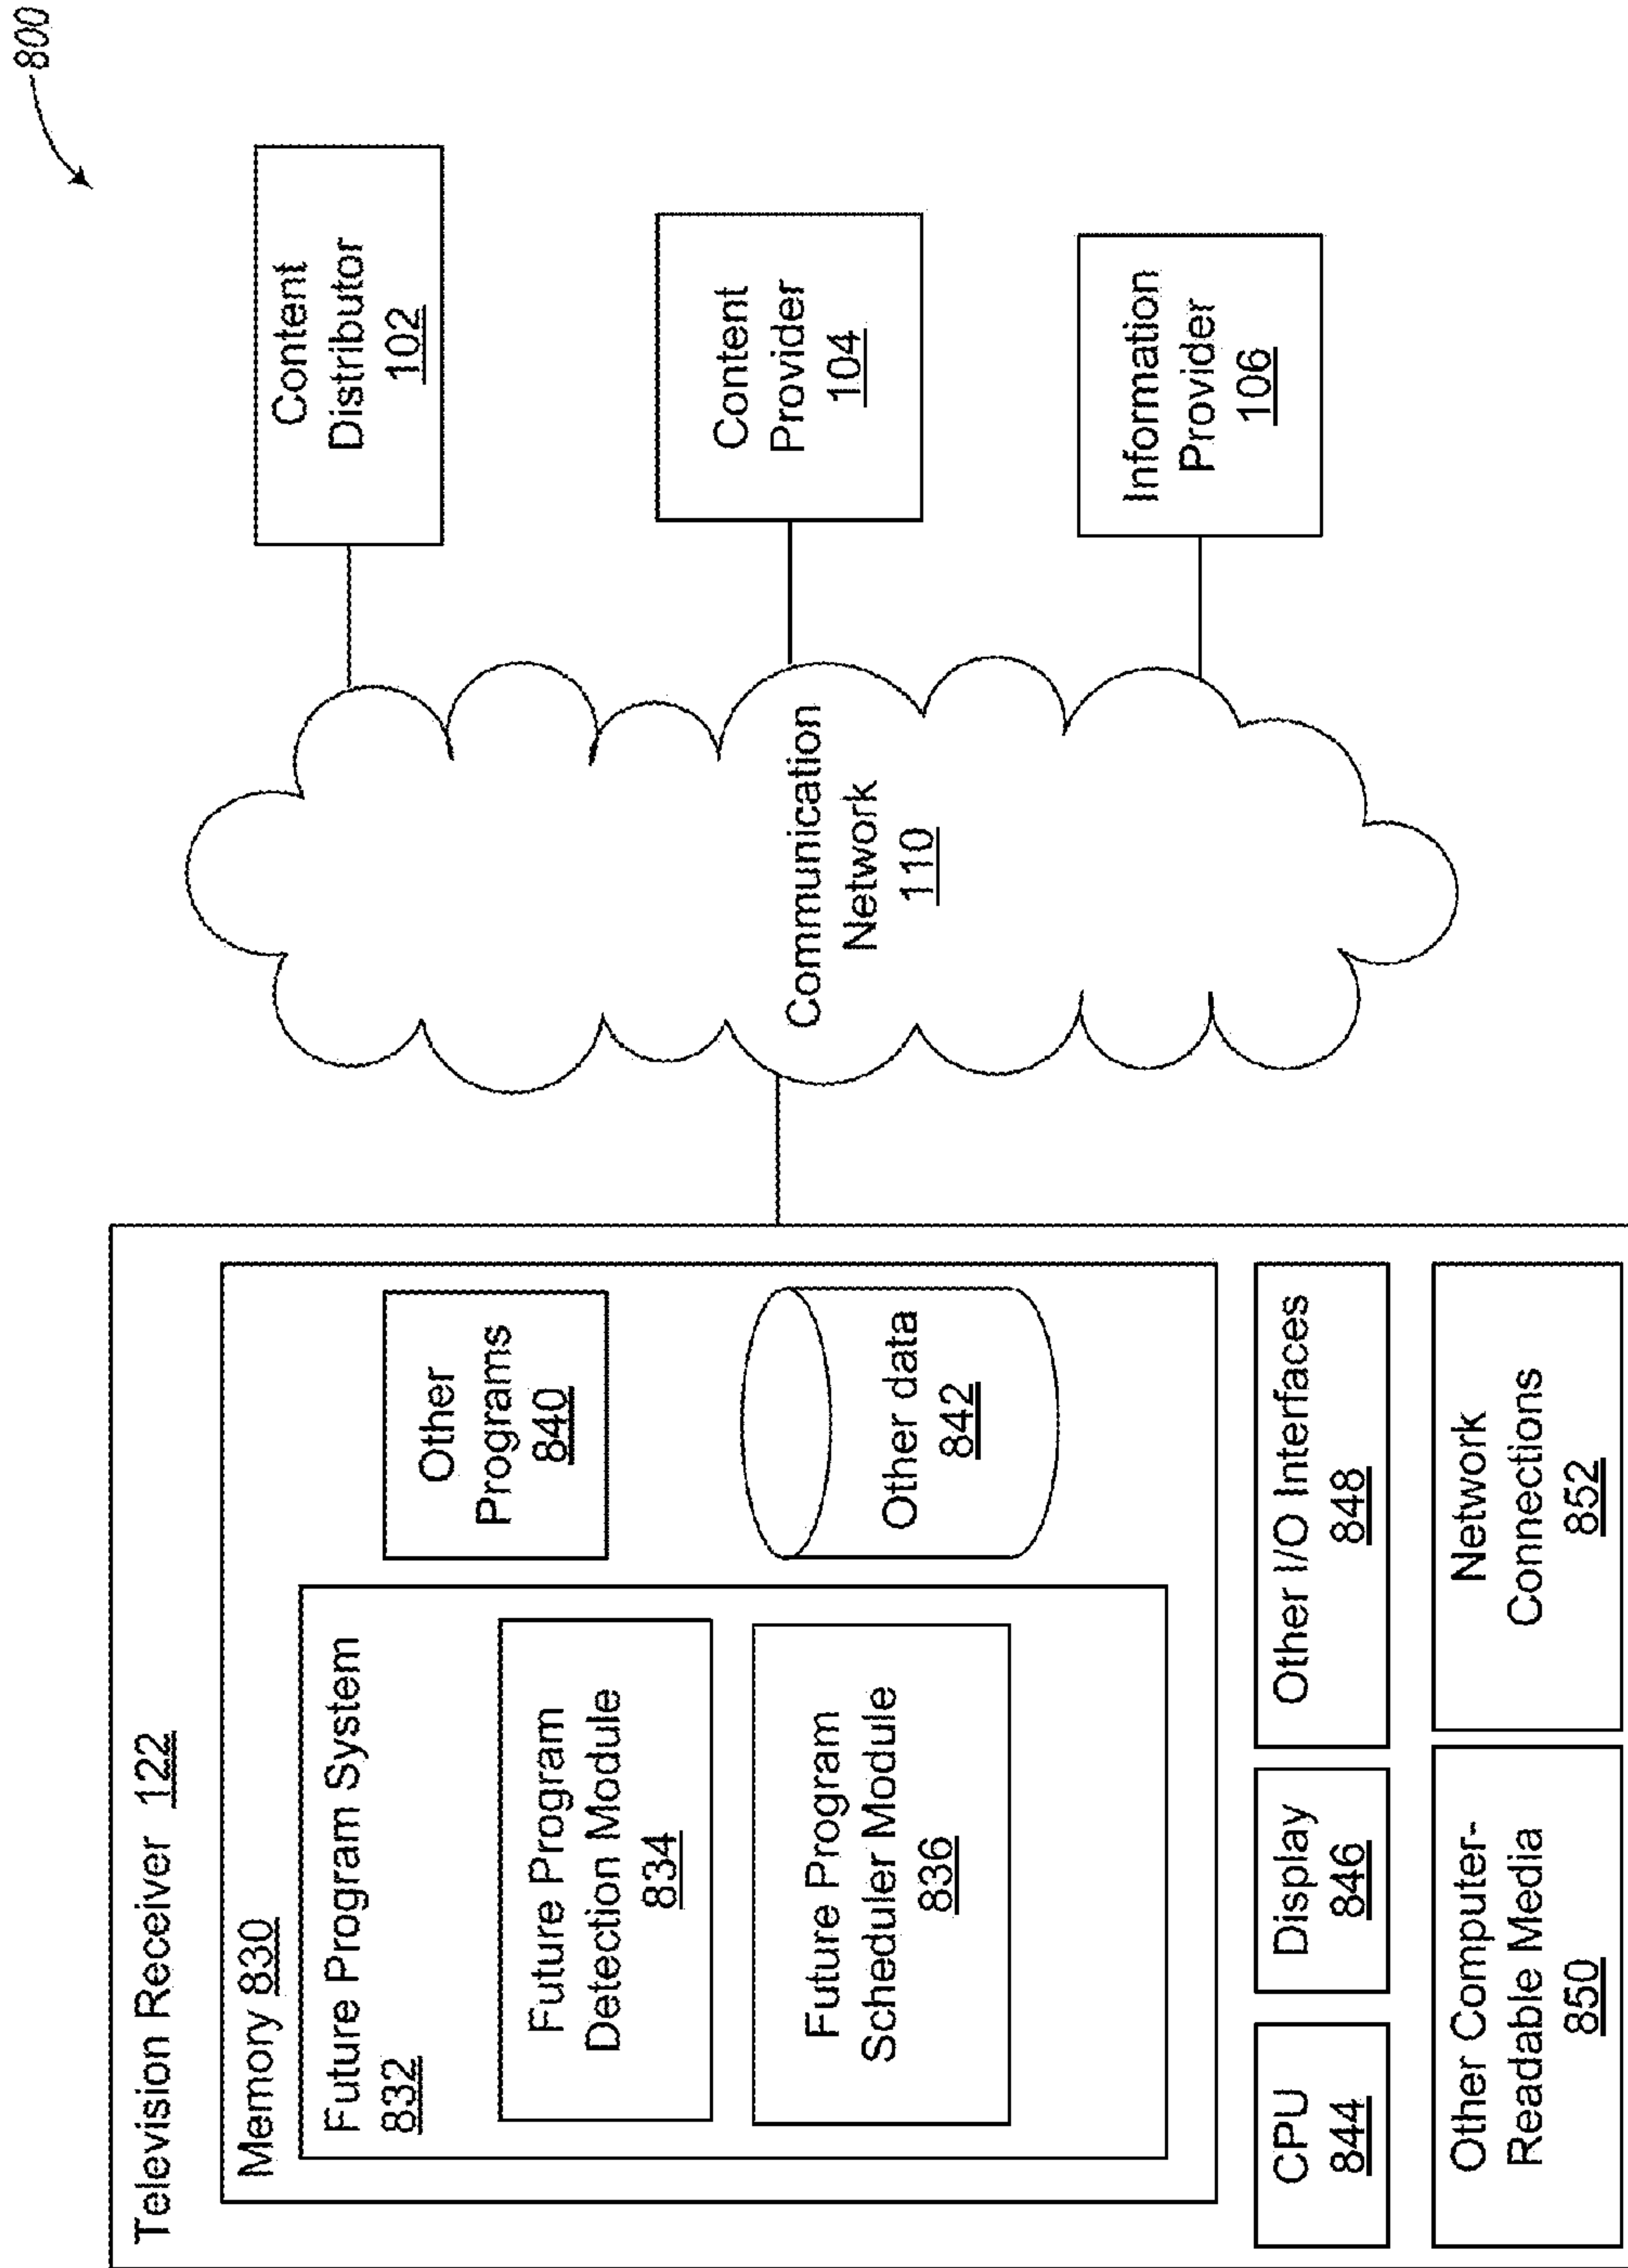 800
Television Receiver 122
Memory 830
Future Program System
832
Future Program
Detection Module
834
Future Program
Scheduler Module
836
Other
Programs
840
Other data
842
CPU
844
Display
846
Other I/O Interfaces
848
Other Computer-
Readable Media
850
Network
Connections
852
Communication
Network
110
Content
Distributor
102
Content
Provider
104
Information
Provider
106